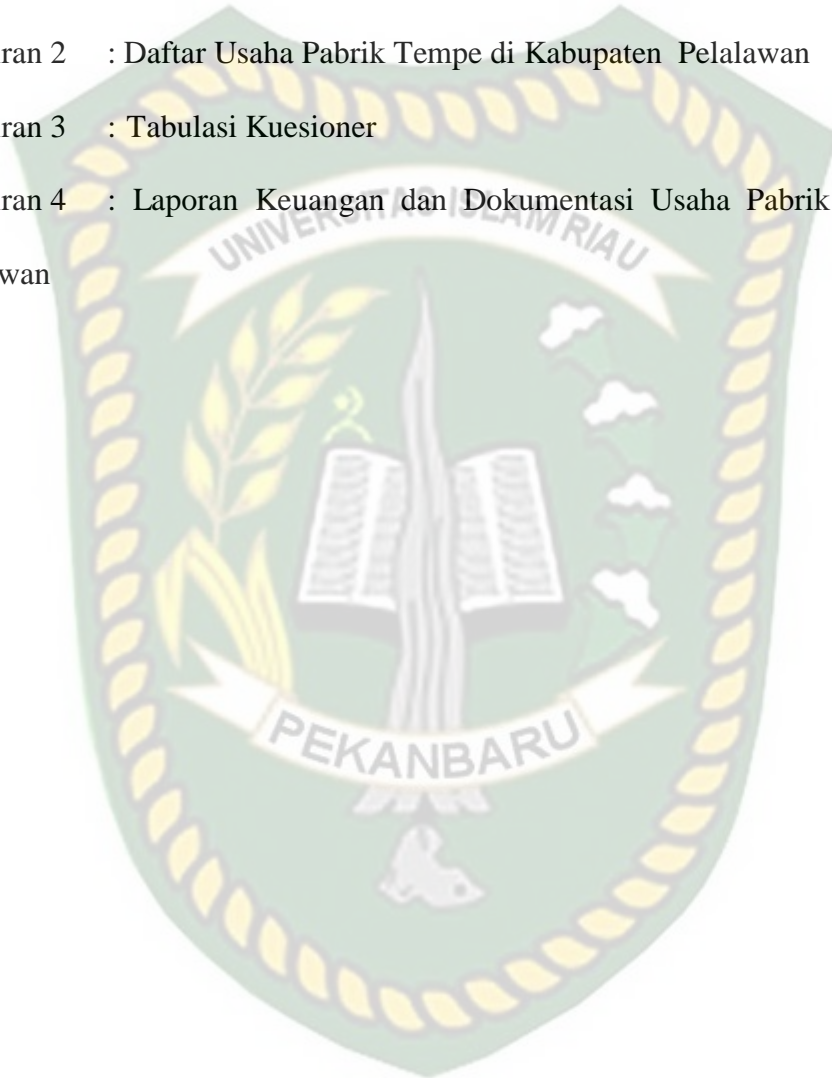 ran 2 : Daftar Usaha Pabrik Tempe di Kabupaten Pelalawan
ran 3 : Tabulasi Kuesioner
ran 4 : Laporan Keuangan dan Dokumentasi Usaha Pabrik
wan
UNIVERSITAS ISLAM RIAU
PEKANBARU